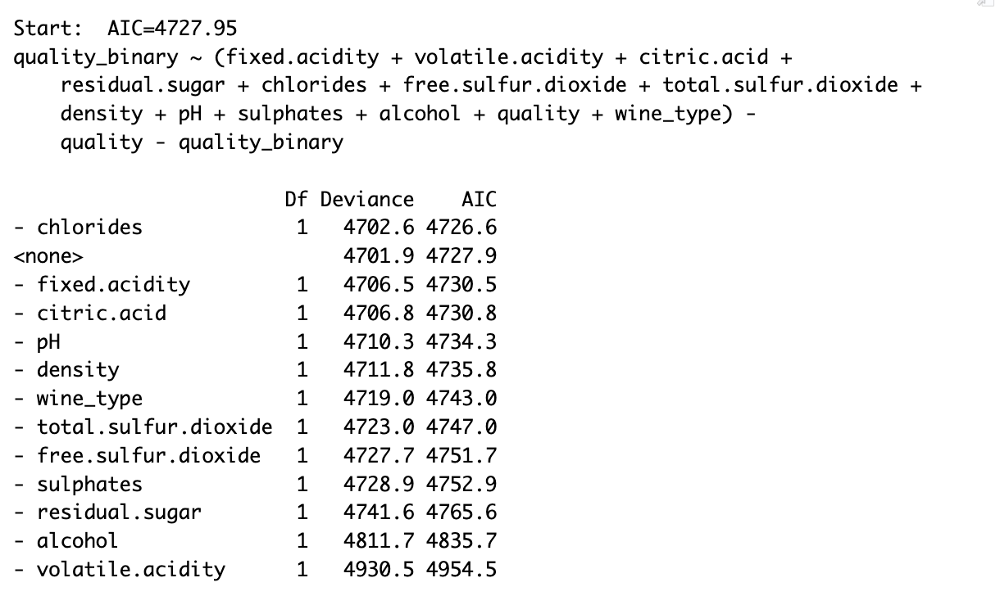 Start:  AIC=4727.95
quality_binary ~ (fixed.acidity + volatile.acidity + citric.acid +
    residual.sugar + chlorides + free.sulfur.dioxide + total.sulfur.dioxide +
    density + pH + sulphates + alcohol + quality + wine_type) -
    quality - quality_binary

                       Df Deviance    AIC
- chlorides             1   4702.6 4726.6
<none>                      4701.9 4727.9
- fixed.acidity         1   4706.5 4730.5
- citric.acid           1   4706.8 4730.8
- pH                    1   4710.3 4734.3
- density               1   4711.8 4735.8
- wine_type             1   4719.0 4743.0
- total.sulfur.dioxide  1   4723.0 4747.0
- free.sulfur.dioxide   1   4727.7 4751.7
- sulphates             1   4728.9 4752.9
- residual.sugar        1   4741.6 4765.6
- alcohol               1   4811.7 4835.7
- volatile.acidity      1   4930.5 4954.5